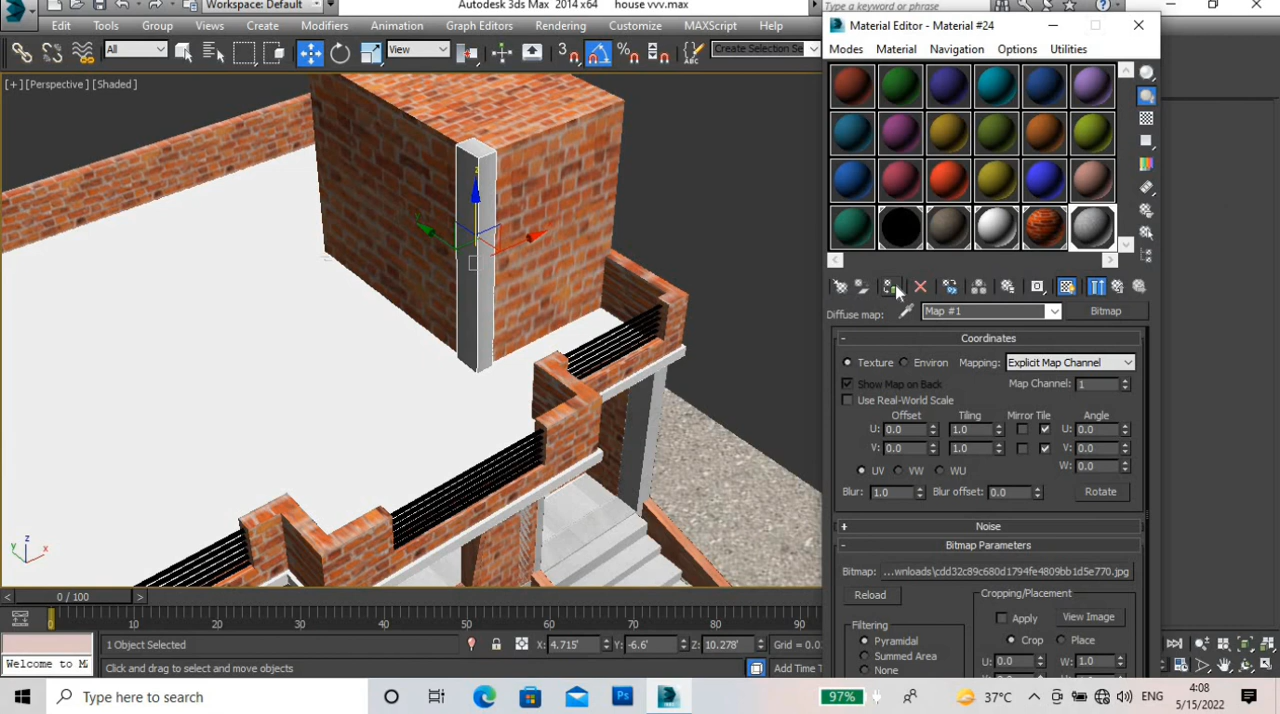 Workspace: Default
Autodesk 3ds Max 2014 x64
house vvv.max
Type a keyword or phrase
Edit Tools Group Views Create Modifiers Animation Graph Editors Rendering Customize MAXScript Help
All
View
3
Create Selection Se
[+] [Perspective] [Shaded]
z
y
x
z
y
x
Material Editor - Material #24
Modes Material Navigation Options Utilities
Diffuse map:
Map #1
Bitmap
Coordinates
Texture Environ Mapping: Explicit Map Channel
Show Map on Back Map Channel: 1
Use Real-World Scale
Offset Tiling Mirror Tile Angle
U: 0.0 1.0 U: 0.0
V: 0.0 1.0 V: 0.0
W: 0.0
UV VW WU
Blur: 1.0 Blur offset: 0.0 Rotate
+ Noise
- Bitmap Parameters
Bitmap: ...wnloads\cdd32c89c680d1794fe4809bb1d5e770.jpg
Reload
Cropping/Placement
Apply View Image
Filtering
Pyramidal
Summed Area
None
Crop Place
U: 0.0 W: 1.0
< 0 / 100 >
0 10 20 30 40 50 60 70 80 90
1 Object Selected
X: 4.715' Y: -6.6' Z: 10.278' Grid = 0.0
Welcome to M
Click and drag to select and move objects
Add Time T
Type here to search
97%
37°C
ENG
4:08
5/15/2022